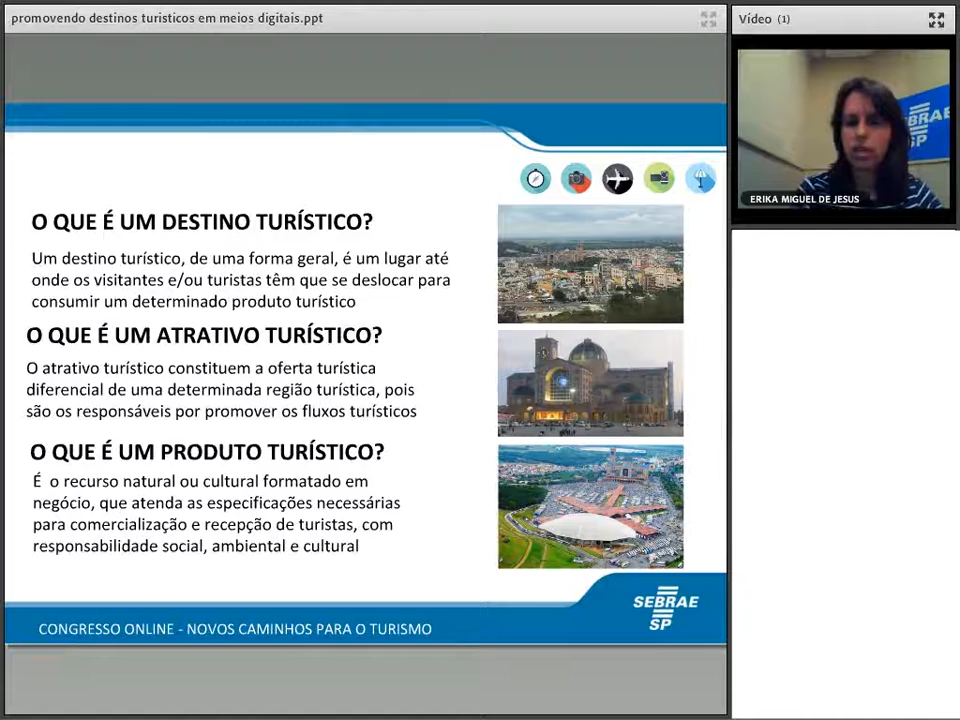 promovendo destinos turisticos em meios digitais.ppt
Vídeo (1)
BRAE
SP
ERIKA MIGUEL DE JESUS
O QUE É UM DESTINO TURÍSTICO?
Um destino turístico, de uma forma geral, é um lugar até
onde os visitantes e/ou turistas têm que se deslocar para
consumir um determinado produto turístico
O QUE É UM ATRATIVO TURÍSTICO?
O atrativo turístico constituem a oferta turística
diferencial de uma determinada região turística, pois
são os responsáveis por promover os fluxos turísticos
O QUE É UM PRODUTO TURÍSTICO?
É o recurso natural ou cultural formatado em
negócio, que atenda as especificações necessárias
para comercialização e recepção de turistas, com
responsabilidade social, ambiental e cultural
SEBRAE
SP
CONGRESSO ONLINE - NOVOS CAMINHOS PARA O TURISMO